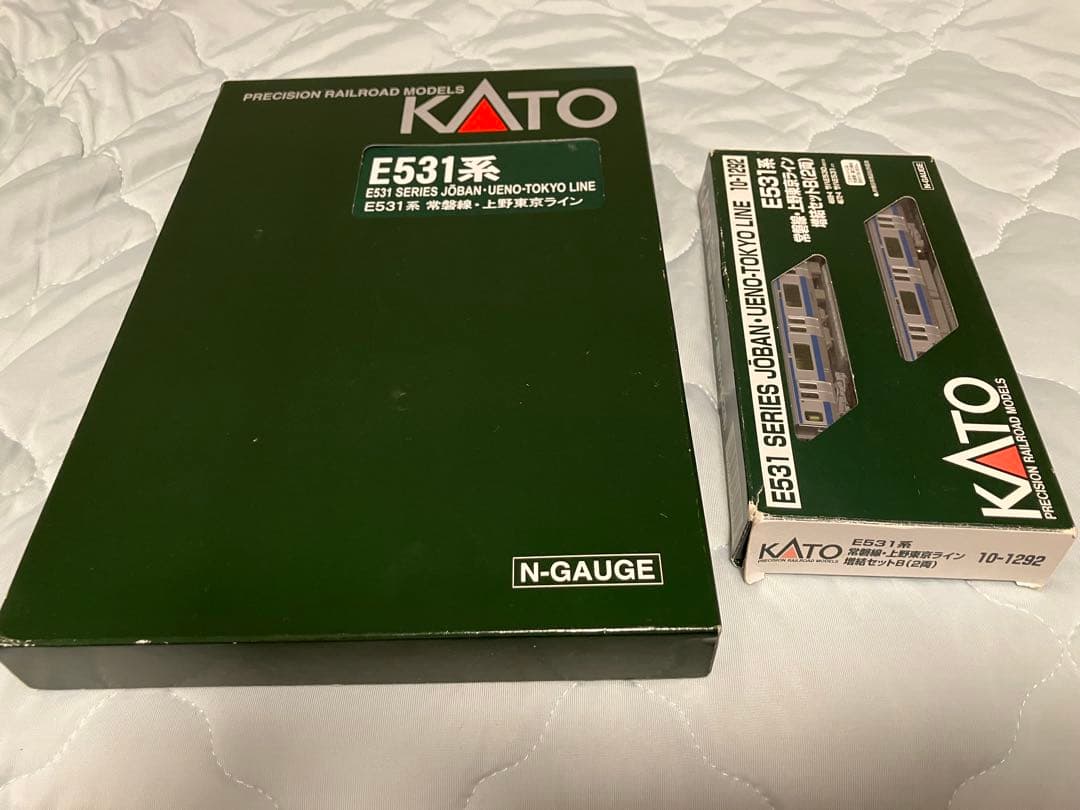 PRECISION RAILROAD MODELS
KATO
E531系
E531 SERIES JŌBAN・UENO-TOKYO LINE
E531系 常磐線・上野東京ライン
N-GAUGE
E531 SERIES JŌBAN・UENO-TOKYO LINE 10-1292
E531系
常磐線・上野東京ライン
増結セットB(2両)
N-GAUGE
KATO
PRECISION RAILROAD MODELS
KATO
PRECISION RAILROAD MODELS
E531系
常磐線・上野東京ライン
増結セットB(2両)
10-1292